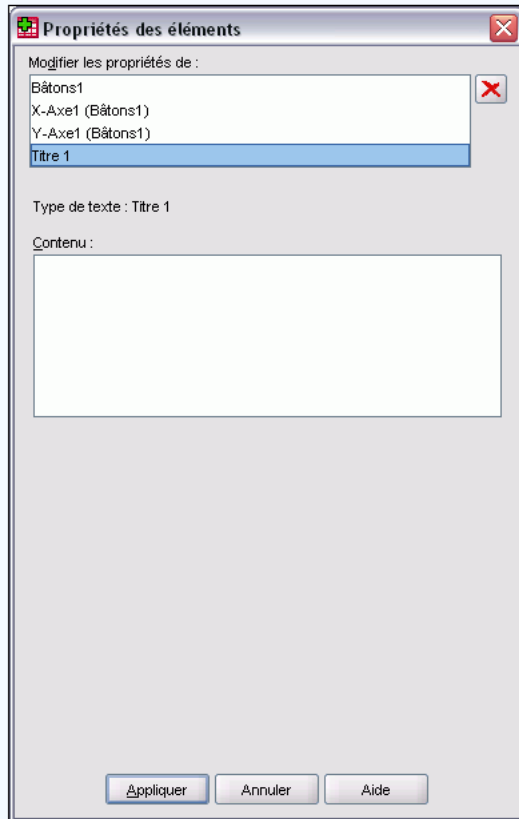 Propriétés des éléments
Modifier les propriétés de :
Bâtons1
X-Axe1 (Bâtons1)
Y-Axe1 (Bâtons1)
Titre 1
Type de texte : Titre 1
Contenu :
Appliquer
Annuler
Aide